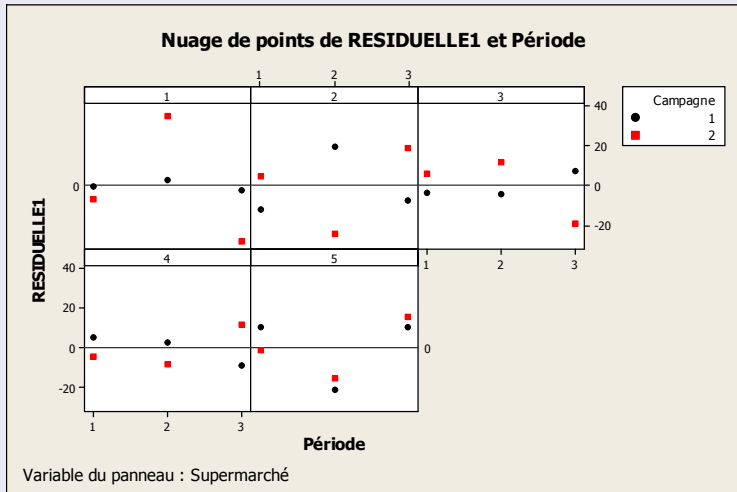 Nuage de points de RESIDUELLE1 et Période
1 2 3
1 2 3
40
20
0
-20
0
Campagne
1
2
RESIDUELLE1
1 2 3
4 5
40
20
0
-20
0
1 2 3
Période
Variable du panneau : Supermarché